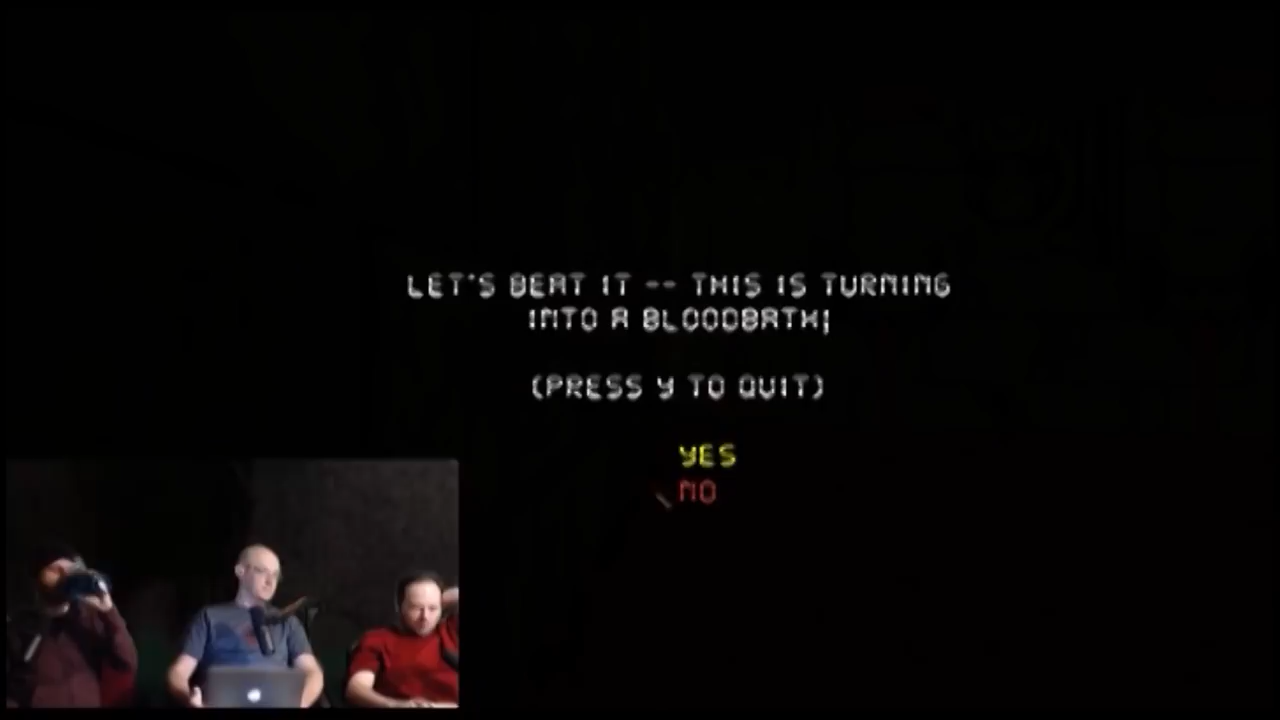 LET'S BEAT IT -- THIS IS TURNING
INTO A BLOODBATH!
(PRESS Y TO QUIT)
YES
NO